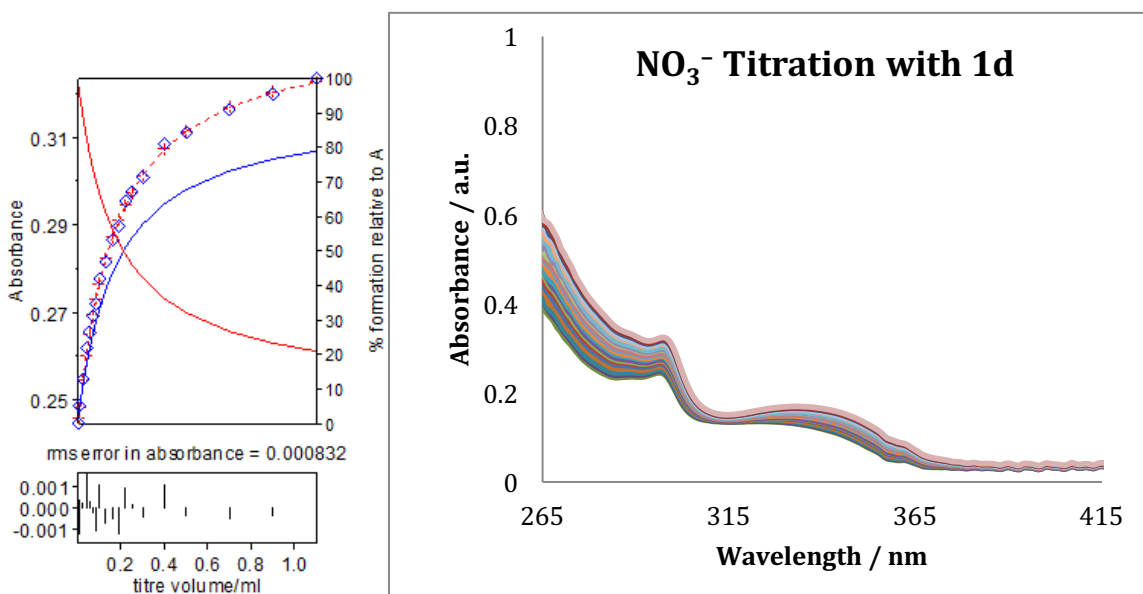 Absorbance
0.31
0.29
0.27
0.25
100
90
80
70
60
50
40
30
20
10
0
% formation relative to A
rms error in absorbance = 0.000832
0.001
0.000
-0.001
0.2 0.4 0.6 0.8 1.0
titre volume/ml
NO₃⁻ Titration with 1d
1
0.8
0.6
0.4
0.2
0
Absorbance / a.u.
265 315 365 415
Wavelength / nm